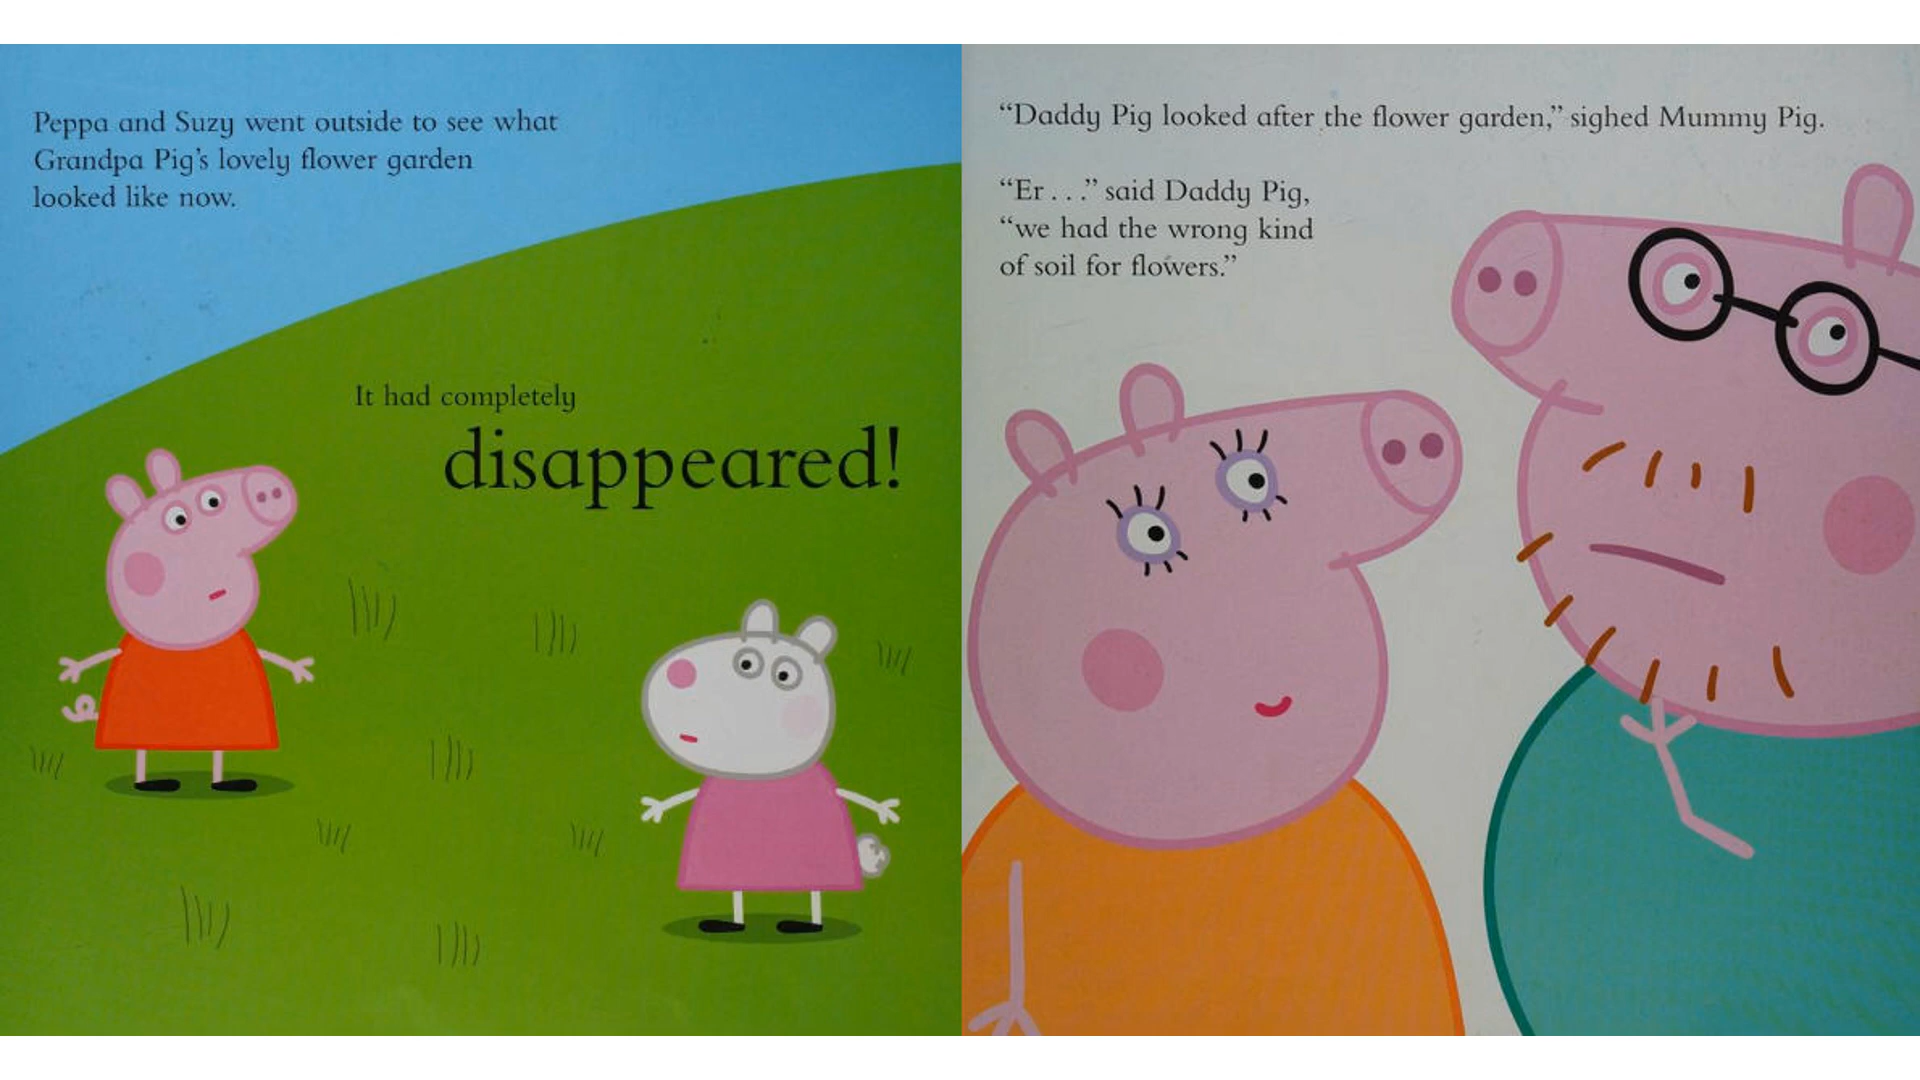 Peppa and Suzy went outside to see what
Grandpa Pig's lovely flower garden
looked like now.
It had completely
disappeared!
“Daddy Pig looked after the flower garden,” sighed Mummy Pig.
“Er . . .” said Daddy Pig,
“we had the wrong kind
of soil for flowers.”